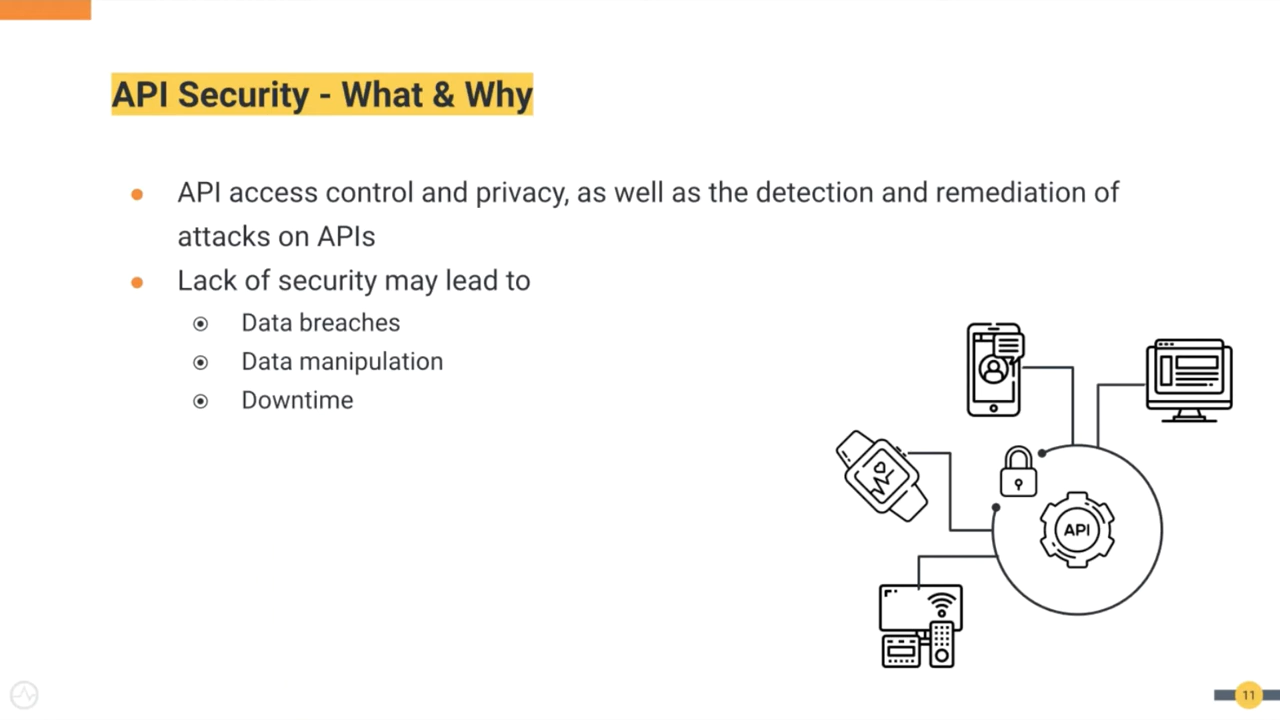 API Security - What & Why
API access control and privacy, as well as the detection and remediation of
attacks on APIs
Lack of security may lead to
Data breaches
Data manipulation
Downtime
API
11